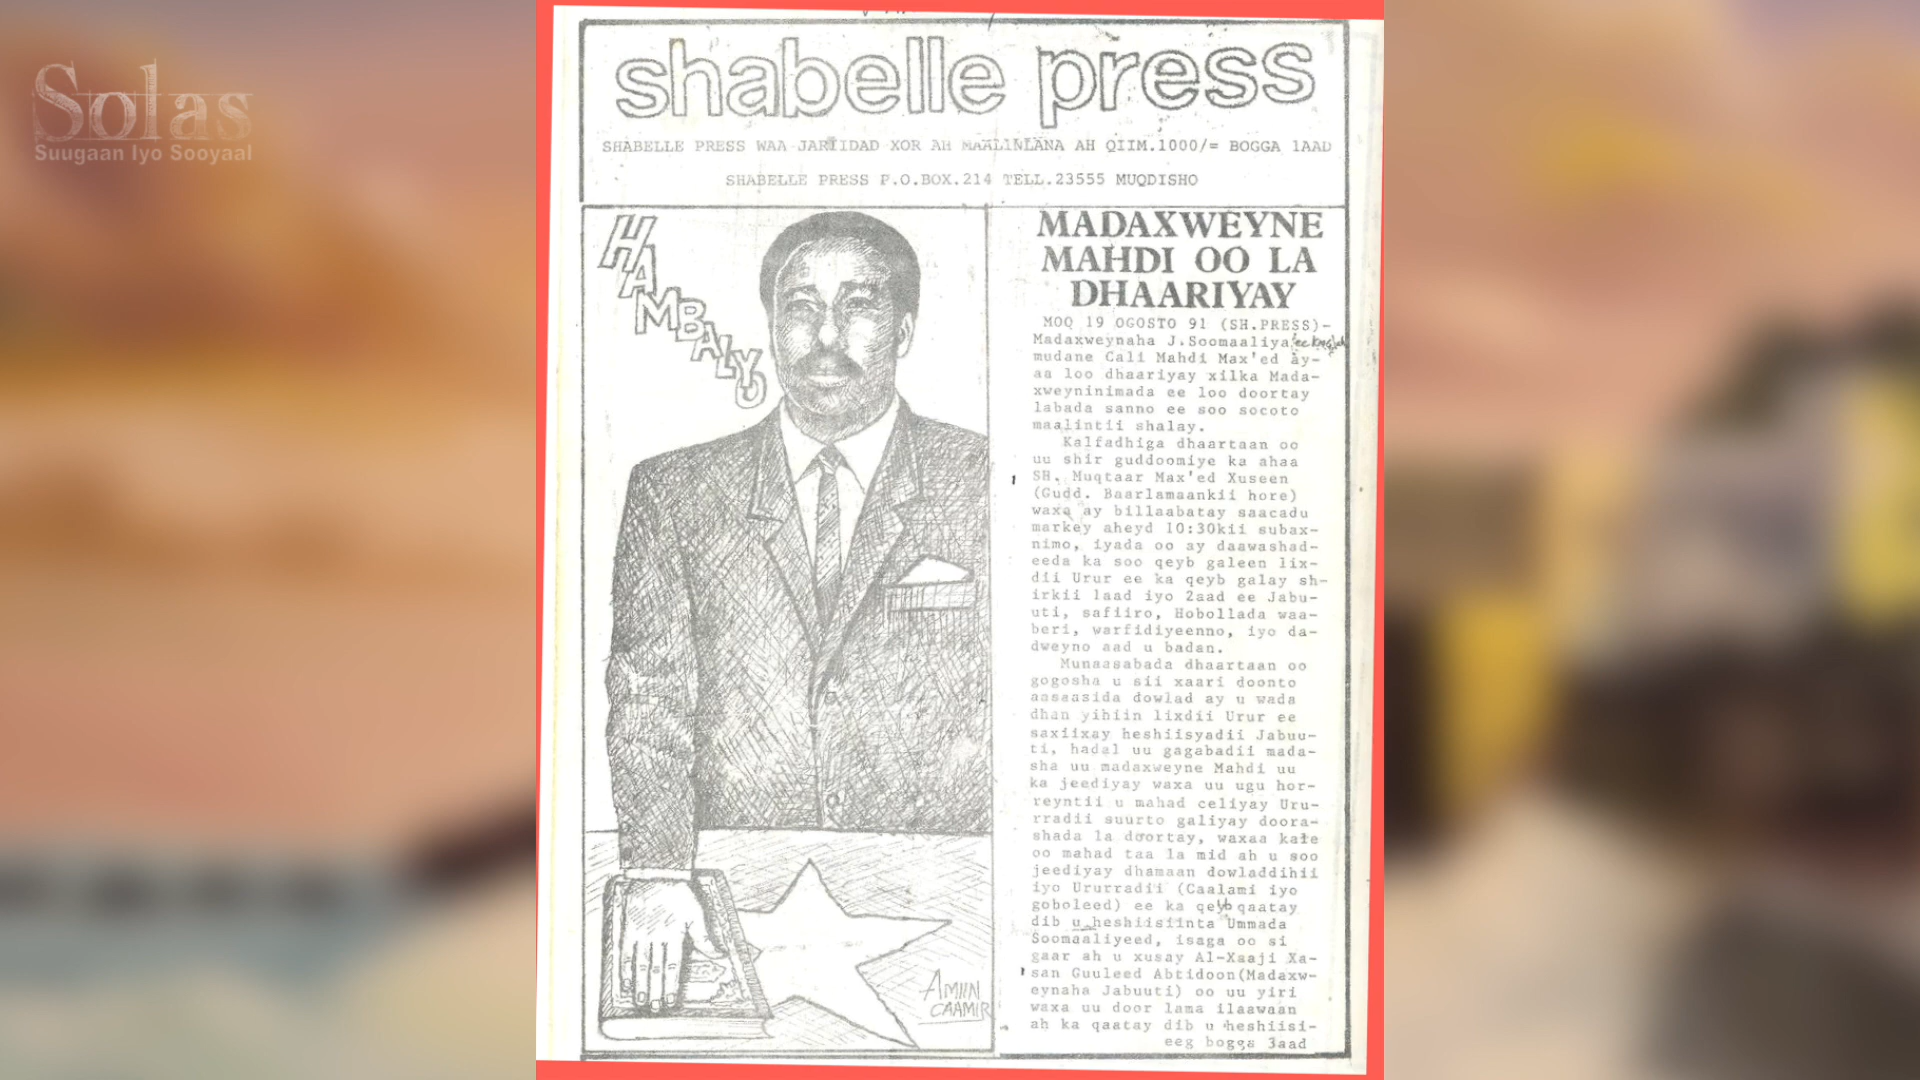 Solas
Suugaan Iyo Sooyaal
shabelle press
SHABELLE PRESS WAA JARIIDAD XOR AH MAALINLANA AH QIIM.1000/= BOGGA 1AAD
SHABELLE PRESS P.O.BOX.214 TELL.23555 MUQDISHO
HAMBALYO
MADAXWEYNE
MAHDI OO LA
DHAARIYAY
MOQ 19 OGOSTO 91 (SH.PRESS)-
Madaxweynaha J.Soomaaliya
mudane Cali Mahdi Max'ed ay-
aa loo dhaariyay xilka Mada-
xweyninimada ee loo doortay
labada sanno ee soo socoto
maalintii shalay.
Kalfadhiga dhaartaan oo
uu shir guddoomiye ka ahaa
SH. Muqtaar Max'ed Xuseen
(Gudd. Baarlamaankii hore)
waxa ay billaabatay saacadu
markey aheyd 10:30kii subax-
nimo, iyada oo ay daawashad-
eeda ka soo qeyb galeen lix-
dii Urur ee ka qeyb galay sh-
irkii 1aad iyo 2aad ee Jabu-
uti, safiiro, Hobollada waa-
beri, warfidiyeenno, iyo da-
dweyno aad u badan.
Munaasabada dhaartaan oo
gogosha u sii xaari doonto
aasaasida dowlad ay u wada
dhan yihiin lixdii Urur ee
saxiixay heshiisyadii Jabuu-
ti, hadal uu gagabadii mada-
sha uu madaxweyne Mahdi uu
ka jeediyay waxa uu ugu hor-
reyntii u mahad celiyay Uru-
rradii suurto galiyay doora-
shada la doortay, waxaa kale
oo mahad taa la mid ah u soo
jeediyay dhamaan dowladdihii
iyo Ururradii (Caalami iyo
goboleed) ee ka qeyb qaatay
dib u heshiisiinta Ummada
Soomaaliyeed, isaga oo si
gaar ah u xusay Al-Xaaji Xa-
san Guuleed Abtidoon(Madaxw-
eynaha Jabuuti) oo uu yiri
waxa uu door lama ilaawaan
ah ka qaatay dib u heshiisi-
eeg bogga 3aad
AMIIN
CAAMIR